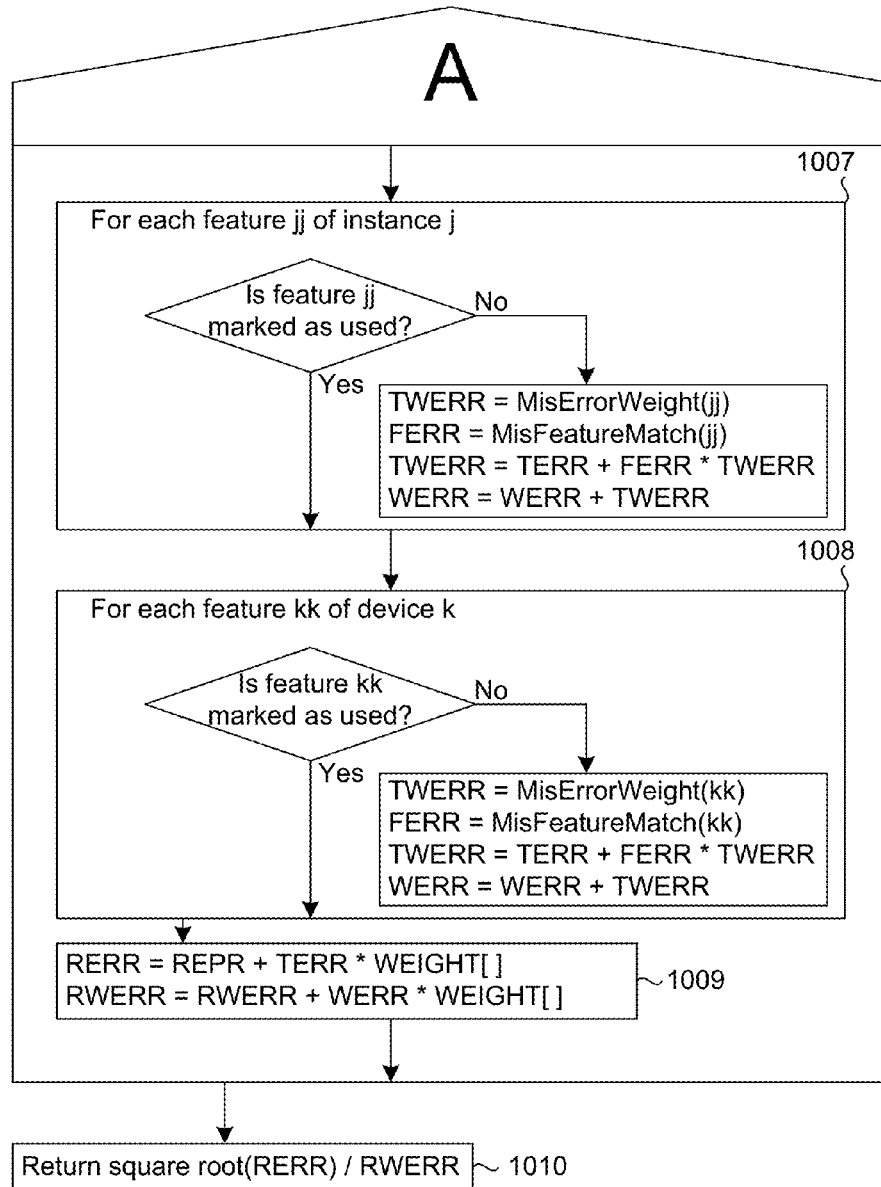 A
1007
For each feature jj of instance j
Is feature jj
marked as used?
No
Yes
TWERR = MisErrorWeight(jj)
FERR = MisFeatureMatch(jj)
TWERR = TERR + FERR * TWERR
WERR = WERR + TWERR
1008
For each feature kk of device k
Is feature kk
marked as used?
No
Yes
TWERR = MisErrorWeight(kk)
FERR = MisFeatureMatch(kk)
TWERR = TERR + FERR * TWERR
WERR = WERR + TWERR
RERR = REPR + TERR * WEIGHT[ ]
RWERR = RWERR + WERR * WEIGHT[ ]
1009
Return square root(RERR) / RWERR
1010